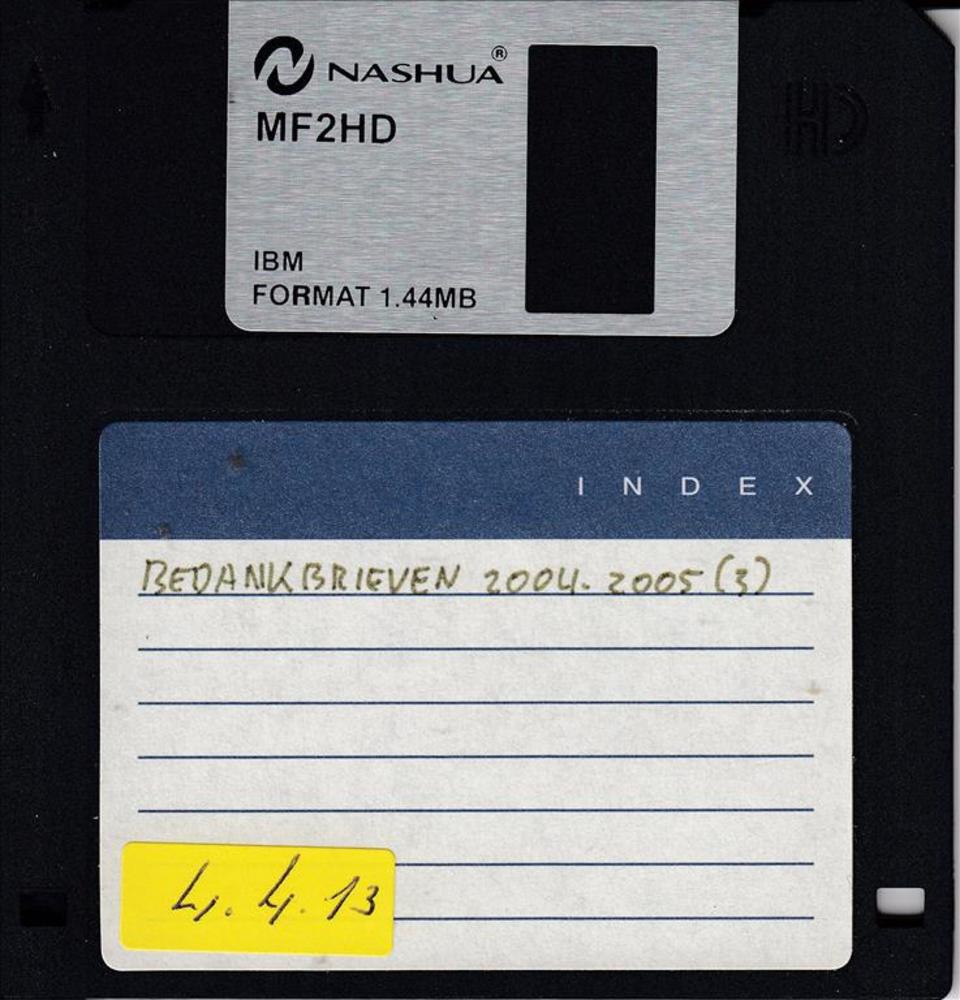 NASHUA®
MF2HD
HD
IBM
FORMAT 1.44MB
INDEX
BEDANKBRIEVEN 2004. 2005 (3)
4. 4. 13